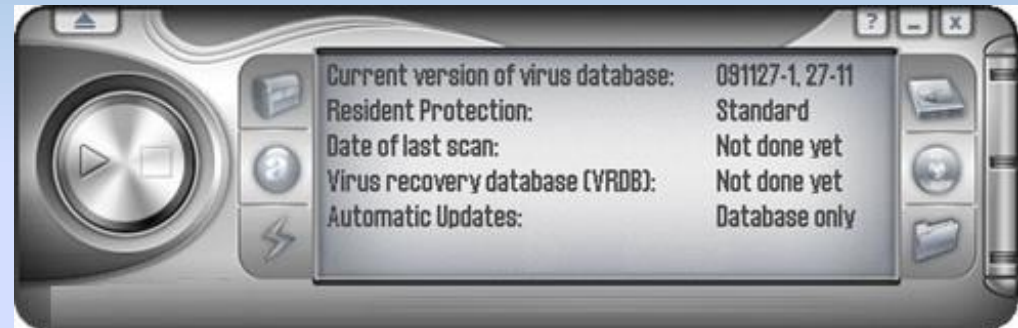 ? - x
Current version of virus database: 091127-1, 27-11
Resident Protection: Standard
Date of last scan: Not done yet
Virus recovery database (VRDB): Not done yet
Automatic Updates: Database only
a